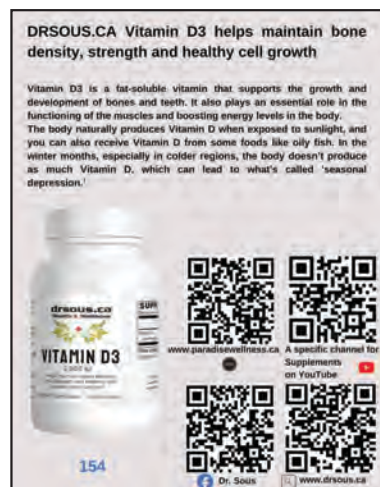 DRSOUS.CA Vitamin D3 helps maintain bone
density, strength and healthy cell growth
Vitamin D3 is a fat-soluble vitamin that supports the growth and
development of bones and teeth. It also plays an essential role in the
functioning of the muscles and boosting energy levels in the body.
The body naturally produces Vitamin D when exposed to sunlight, and
you can also receive Vitamin D from some foods like oily fish. In the
winter months, especially in colder regions, the body doesn't produce
as much Vitamin D, which can lead to what's called 'seasonal
depression.'
drsous.ca
VITAMIN D3
SUPP
www.paradisewellness.ca
A specific channel for
Supplements
on YouTube
154
Dr. Sous
www.drsous.ca